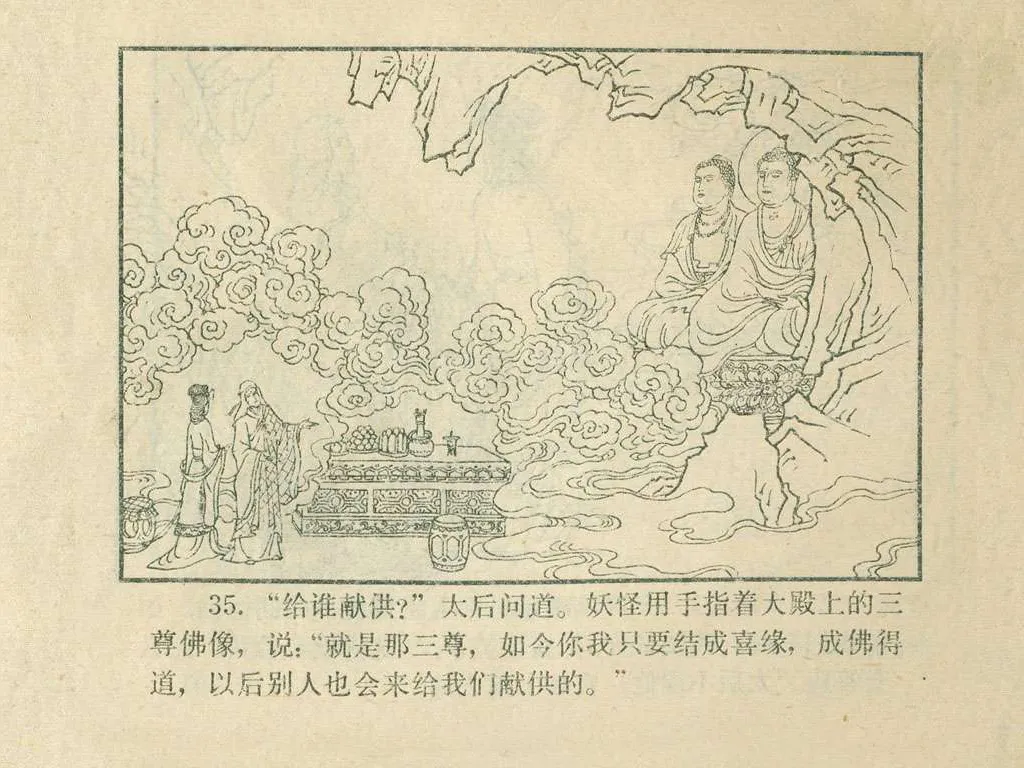 35. “给谁献供?”太后问道。妖怪用手指着大殿上的三
尊佛像，说：“就是那三尊，如今你我只要结成喜缘，成佛得
道，以后别人也会来给我们献供的。”